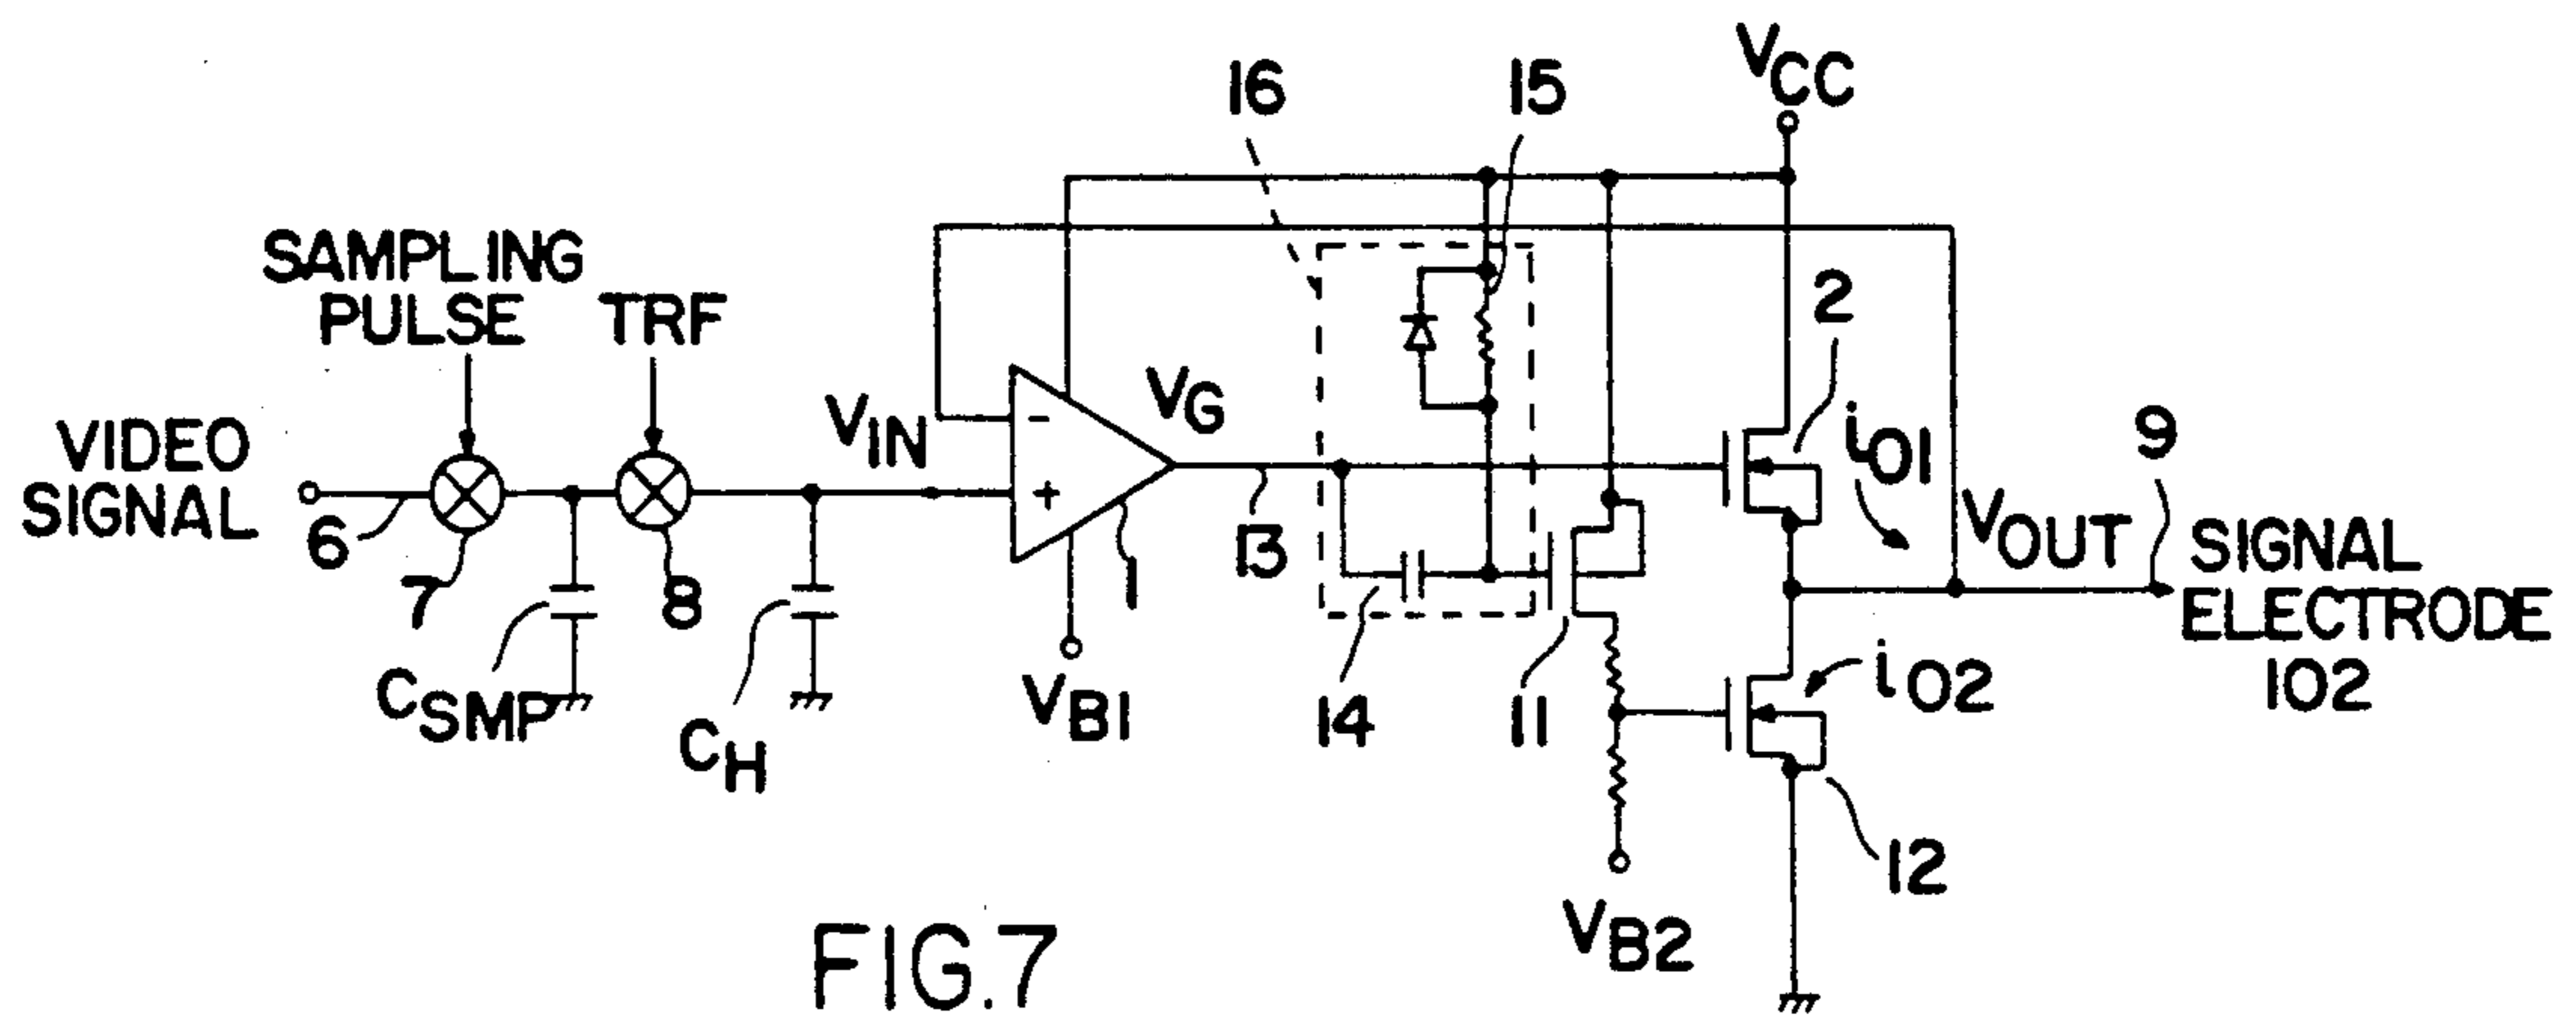 VCC
16
15
SAMPLING
PULSE
TRF
2
VIDEO
SIGNAL
VIN
-
+
VG
iO1
9
VOUT
SIGNAL
ELECTRODE
102
6
7
8
1
13
CSMP
CH
VB1
14
11
iO2
12
VB2
FIG.7